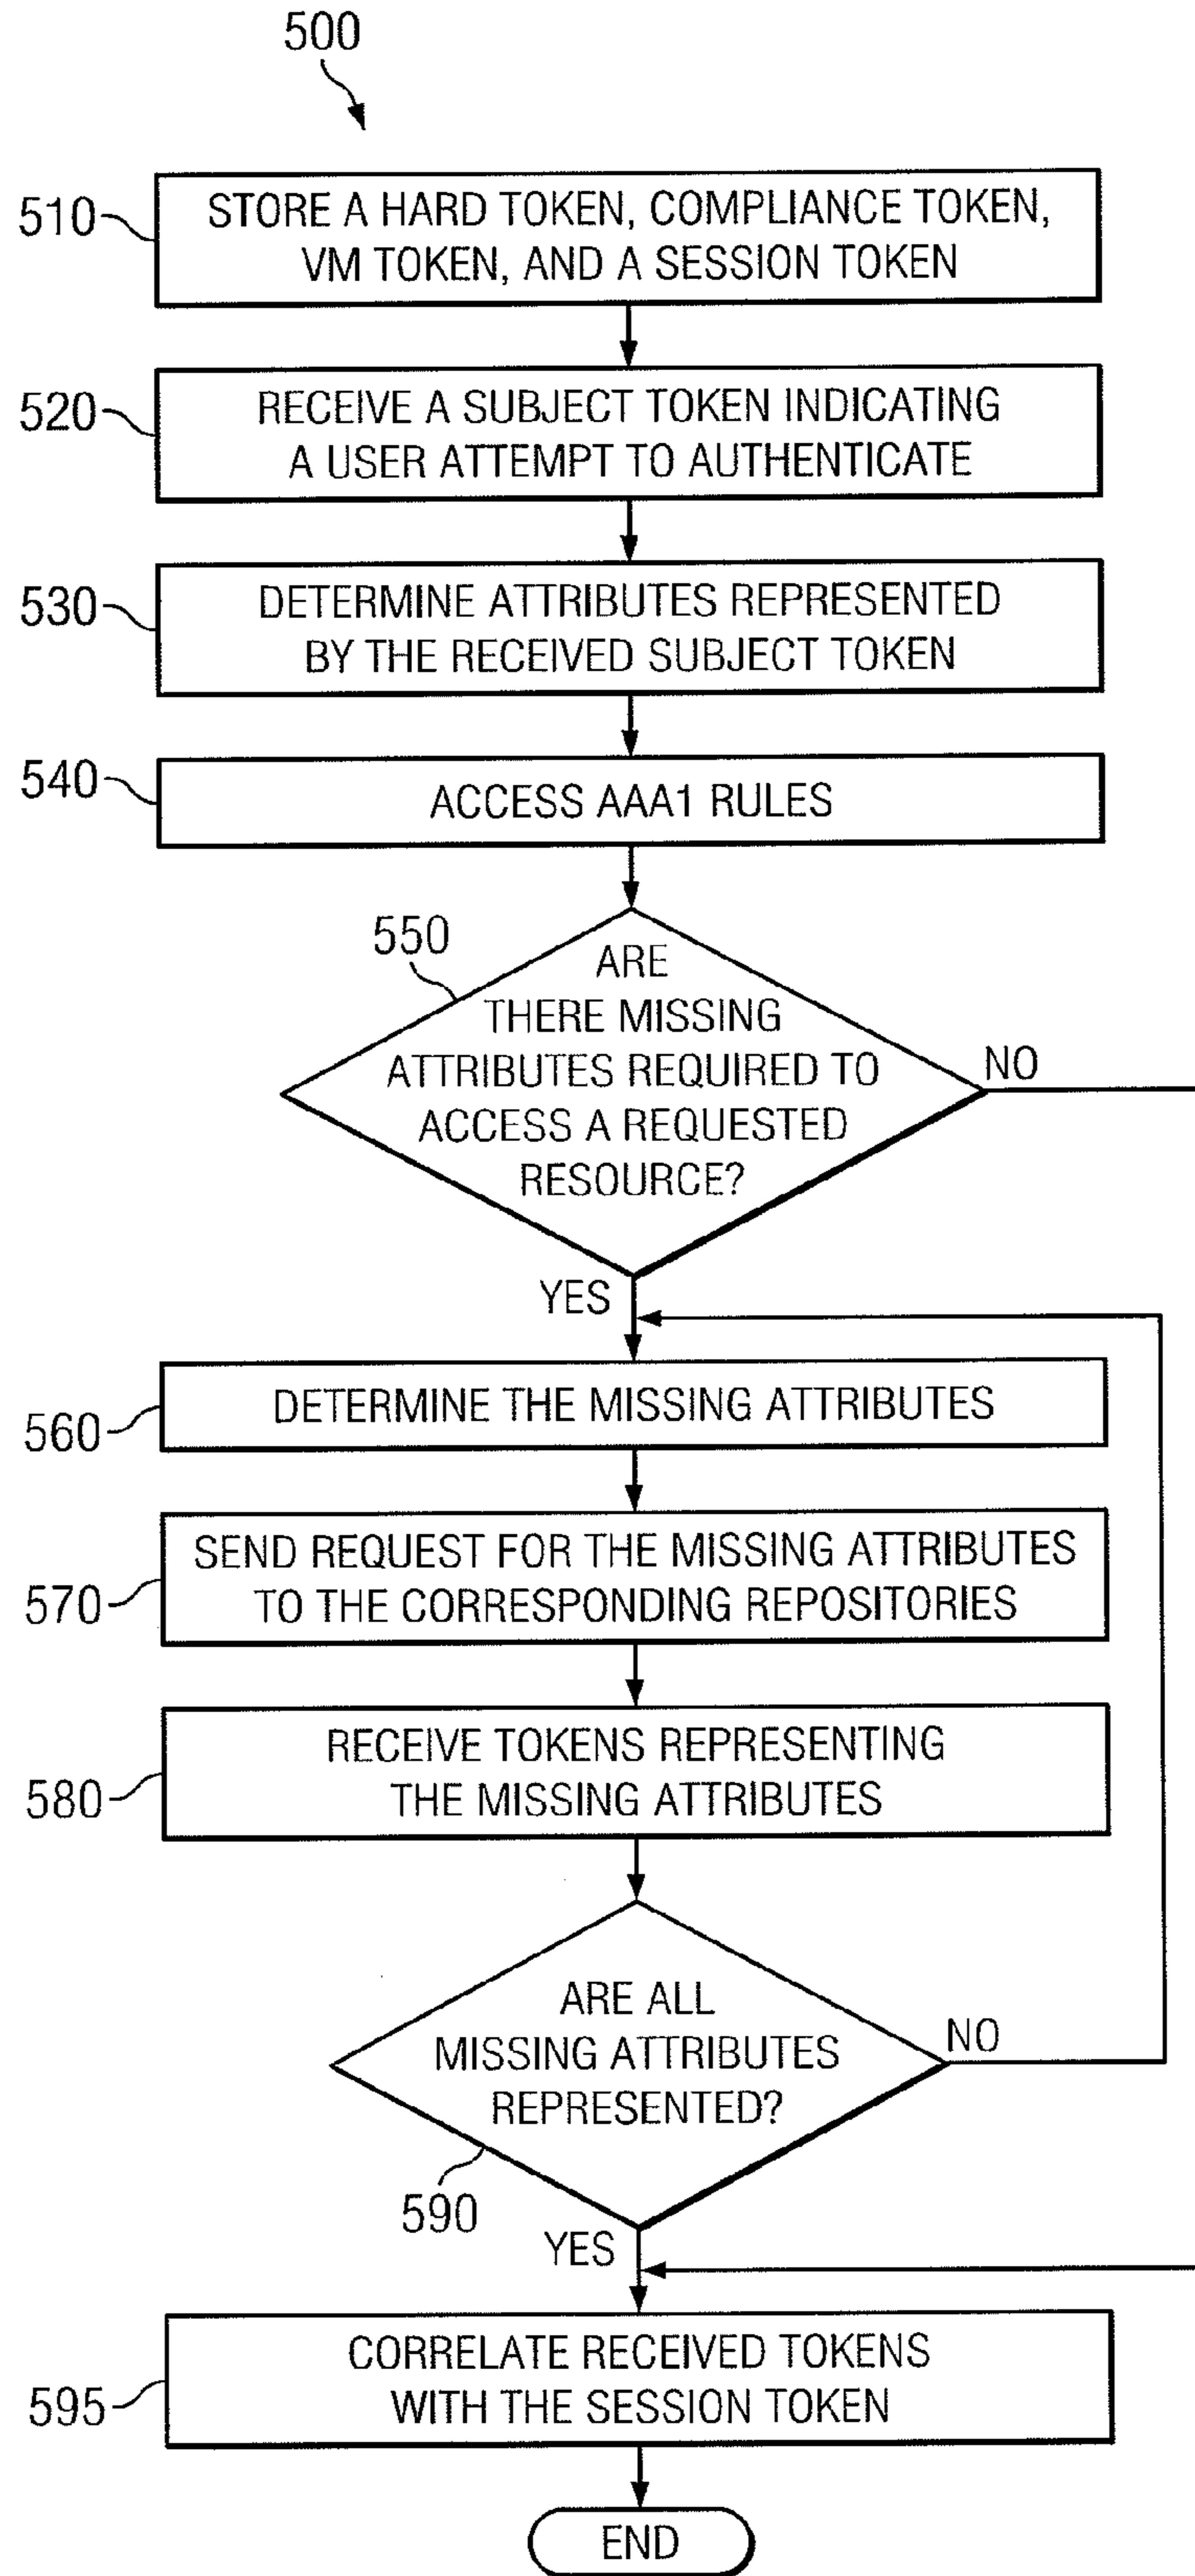 500
510
STORE A HARD TOKEN, COMPLIANCE TOKEN,
VM TOKEN, AND A SESSION TOKEN
520
RECEIVE A SUBJECT TOKEN INDICATING
A USER ATTEMPT TO AUTHENTICATE
530
DETERMINE ATTRIBUTES REPRESENTED
BY THE RECEIVED SUBJECT TOKEN
540
ACCESS AAA1 RULES
550
ARE
THERE MISSING
ATTRIBUTES REQUIRED TO
ACCESS A REQUESTED
RESOURCE?
NO
YES
560
DETERMINE THE MISSING ATTRIBUTES
570
SEND REQUEST FOR THE MISSING ATTRIBUTES
TO THE CORRESPONDING REPOSITORIES
580
RECEIVE TOKENS REPRESENTING
THE MISSING ATTRIBUTES
ARE ALL
MISSING ATTRIBUTES
REPRESENTED?
NO
590
YES
595
CORRELATE RECEIVED TOKENS
WITH THE SESSION TOKEN
END